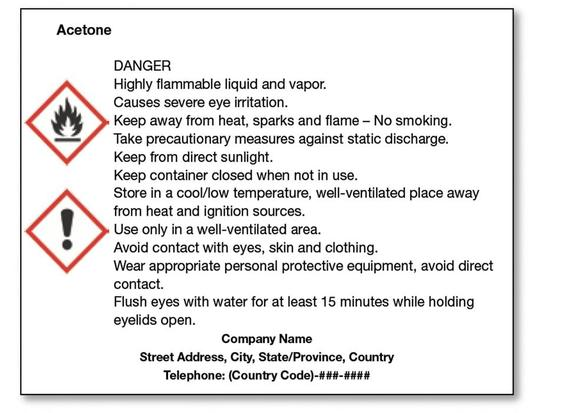 Acetone
DANGER
Highly flammable liquid and vapor.
Causes severe eye irritation.
Keep away from heat, sparks and flame – No smoking.
Take precautionary measures against static discharge.
Keep from direct sunlight.
Keep container closed when not in use.
Store in a cool/low temperature, well-ventilated place away
from heat and ignition sources.
Use only in a well-ventilated area.
Avoid contact with eyes, skin and clothing.
Wear appropriate personal protective equipment, avoid direct
contact.
Flush eyes with water for at least 15 minutes while holding
eyelids open.
Company Name
Street Address, City, State/Province, Country
Telephone: (Country Code)-###-####